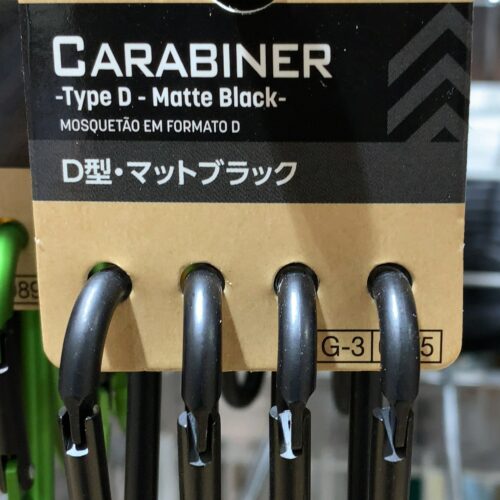 CARABINER
-Type D - Matte Black-
MOSQUETÃO EM FORMATO D
D型・マットブラック
G-3